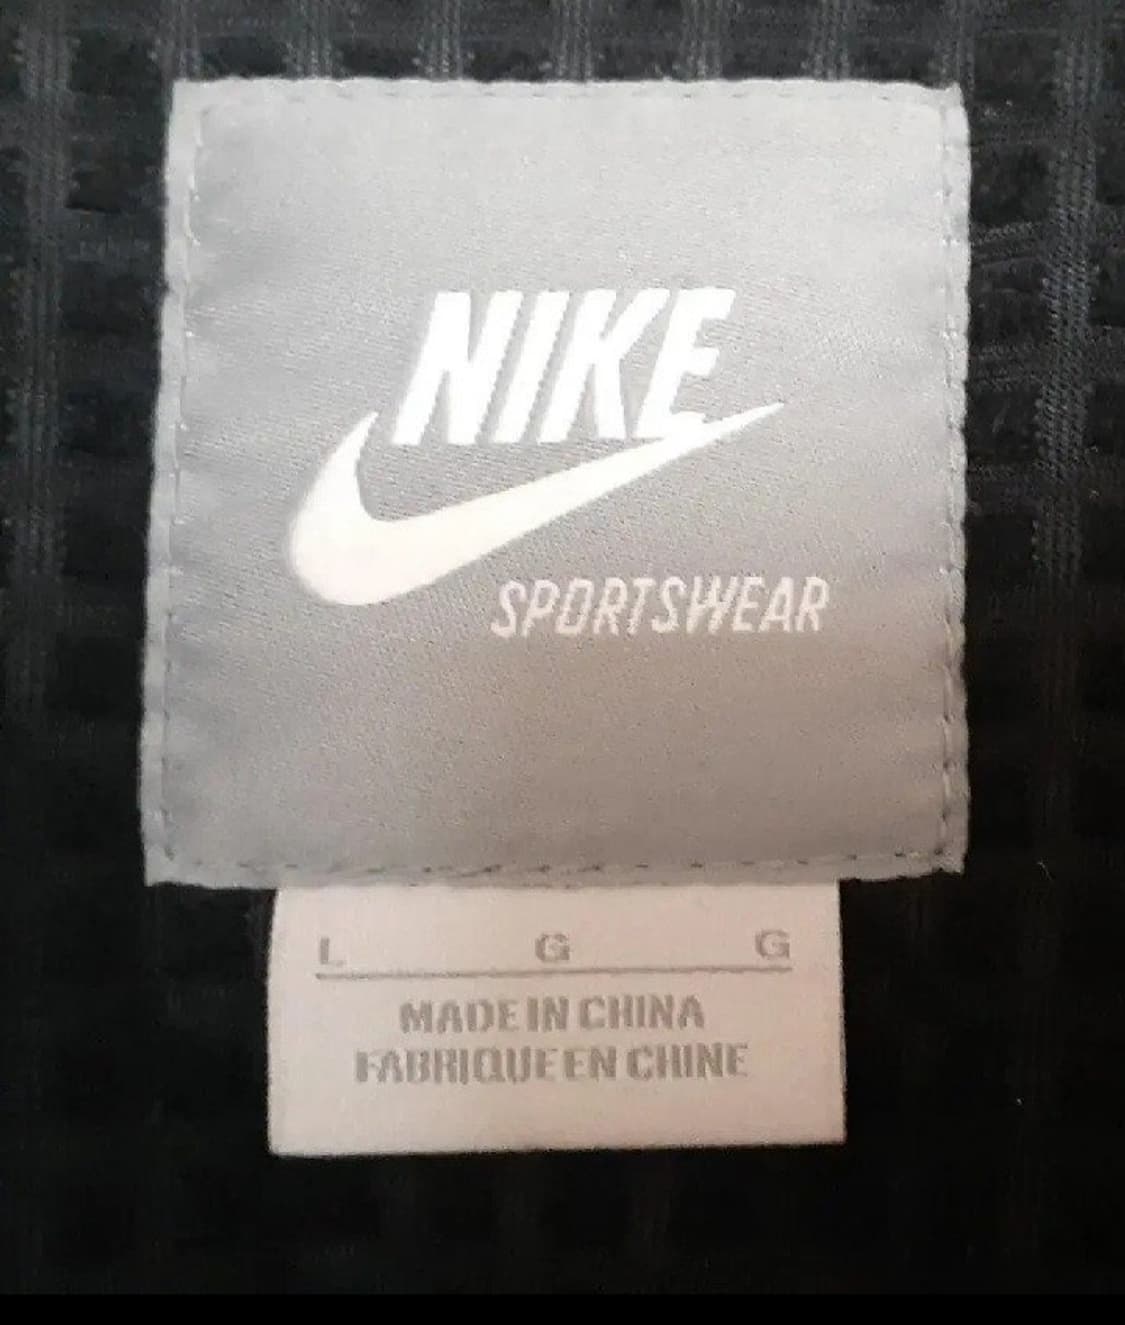 NIKE
SPORTSWEAR
L G G
MADE IN CHINA
FABRIQUE EN CHINE